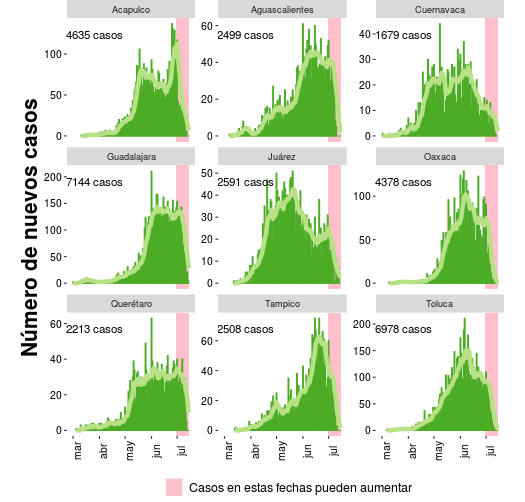 Número de nuevos casos
Acapulco
4635 casos
100
50
0
Aguascalientes
2499 casos
60
40
20
0
Cuernavaca
1679 casos
40
30
20
10
0
Guadalajara
7144 casos
200
150
100
50
0
Juárez
2591 casos
50
40
30
20
10
0
Oaxaca
4378 casos
100
50
0
Querétaro
2213 casos
60
40
20
0
Tampico
2508 casos
60
40
20
0
Toluca
6978 casos
200
150
100
50
0
mar abr may jun jul
mar abr may jun jul
mar abr may jun jul
Casos en estas fechas pueden aumentar